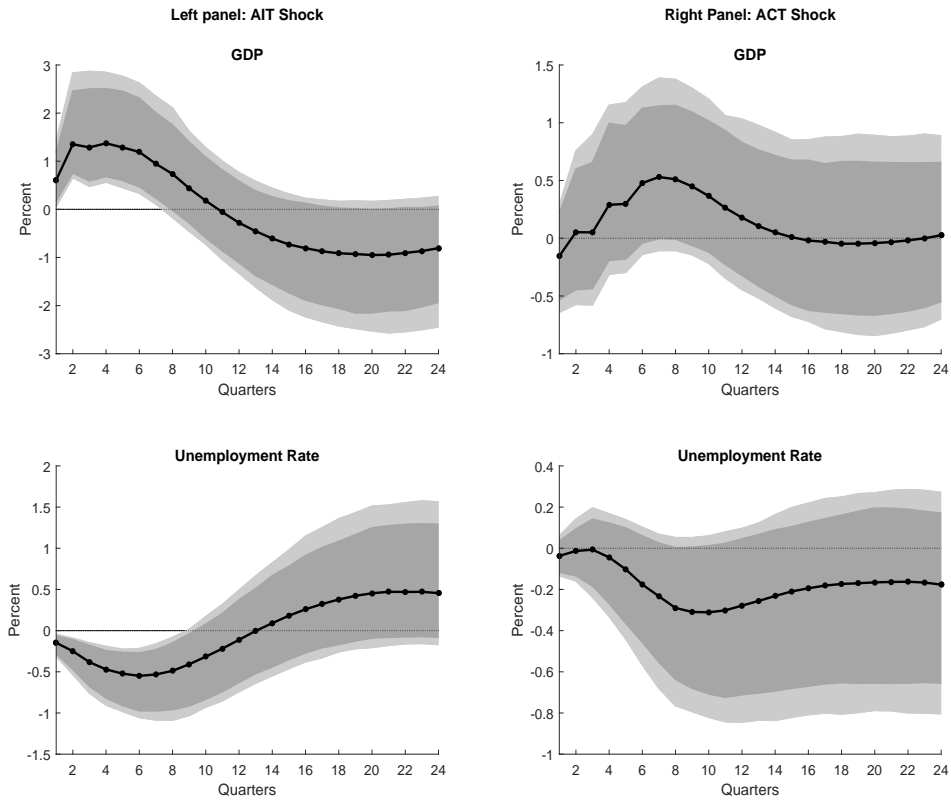 Left panel: AIT Shock
Right Panel: ACT Shock
GDP
3
2
1
0
-1
-2
-3
Percent
2 4 6 8 10 12 14 16 18 20 22 24
Quarters
GDP
1.5
1
0.5
0
-0.5
-1
Percent
2 4 6 8 10 12 14 16 18 20 22 24
Quarters
Unemployment Rate
2
1.5
1
0.5
0
-0.5
-1
-1.5
Percent
2 4 6 8 10 12 14 16 18 20 22 24
Quarters
Unemployment Rate
0.4
0.2
0
-0.2
-0.4
-0.6
-0.8
-1
Percent
2 4 6 8 10 12 14 16 18 20 22 24
Quarters